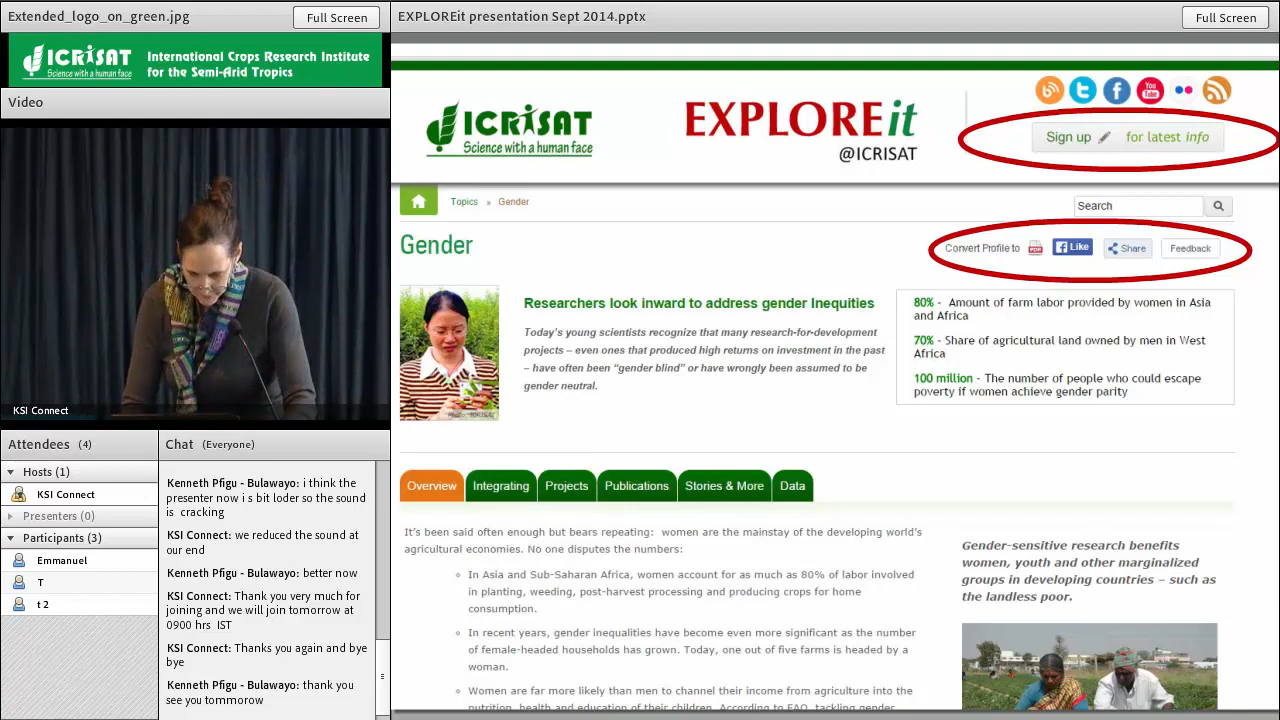 Extended_logo_on_green.jpg
Full Screen
EXPLOREit presentation Sept 2014.pptx
Full Screen
ICRISAT
Science with a human face
International Crops Research Institute
for the Semi-Arid Tropics
Video
KSI Connect
Attendees (4)
Hosts (1)
KSI Connect
Presenters (0)
Participants (3)
Emmanuel
T
t 2
Chat (Everyone)
Kenneth Pfigu - Bulawayo: i think the
presenter now i s bit loder so the sound
is cracking
KSI Connect: we reduced the sound at
our end
Kenneth Pfigu - Bulawayo: better now
KSI Connect: Thank you very much for
joining and we will join tomorrow at
0900 hrs IST
KSI Connect: Thanks you again and bye
bye
Kenneth Pfigu - Bulawayo: thank you
see you tommorow
ICRISAT
Science with a human face
EXPLOREit
@ICRISAT
You
Tube
Sign up for latest info
Topics » Gender
Search
Gender
Convert Profile to PDF Like Share Feedback
Researchers look inward to address gender Inequities
Today's young scientists recognize that many research-for-development
projects – even ones that produced high returns on investment in the past
– have often been "gender blind" or have wrongly been assumed to be
gender neutral.
80% - Amount of farm labor provided by women in Asia
and Africa
70% - Share of agricultural land owned by men in West
Africa
100 million - The number of people who could escape
poverty if women achieve gender parity
Overview Integrating Projects Publications Stories & More Data
It's been said often enough but bears repeating: women are the mainstay of the developing world's
agricultural economies. No one disputes the numbers:
In Asia and Sub-Saharan Africa, women account for as much as 80% of labor involved
in planting, weeding, post-harvest processing and producing crops for home
consumption.
In recent years, gender inequalities have become even more significant as the number
of female-headed households has grown. Today, one out of five farms is headed by a
woman.
Women are far more likely than men to channel their income from agriculture into the
nutrition, health and education of their children. According to FAO, tackling gender
Gender-sensitive research benefits
women, youth and other marginalized
groups in developing countries – such as
the landless poor.